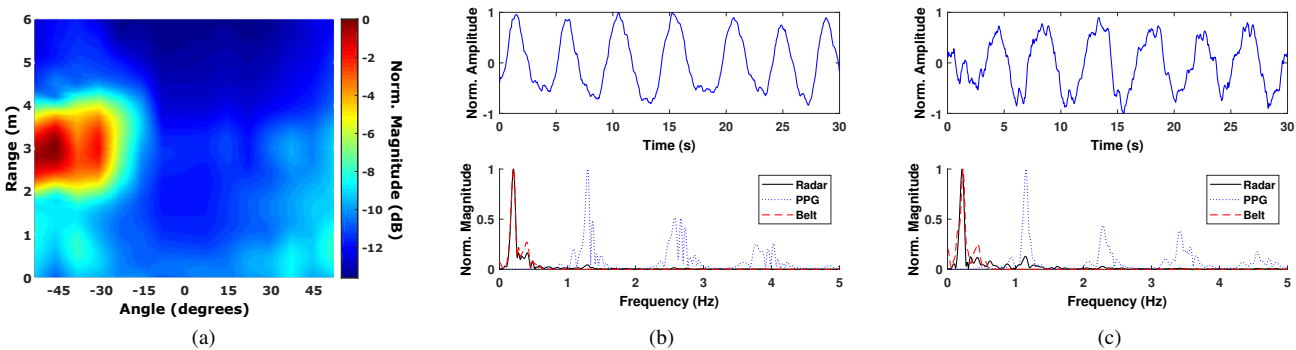 6
5
4
3
2
1
0
Range (m)
-45 -30 -15 0 15 30 45
Angle (degrees)
0
-2
-4
-6
-8
-10
-12
Norm. Magnitude (dB)
(a)
1
0
-1
Norm. Amplitude
0 5 10 15 20 25 30
Time (s)
1
0.5
0
Norm. Magnitude
Radar
PPG
Belt
0 1 2 3 4 5
Frequency (Hz)
(b)
1
0
-1
Norm. Amplitude
0 5 10 15 20 25 30
Time (s)
1
0.5
0
Norm. Magnitude
Radar
PPG
Belt
0 1 2 3 4 5
Frequency (Hz)
(c)